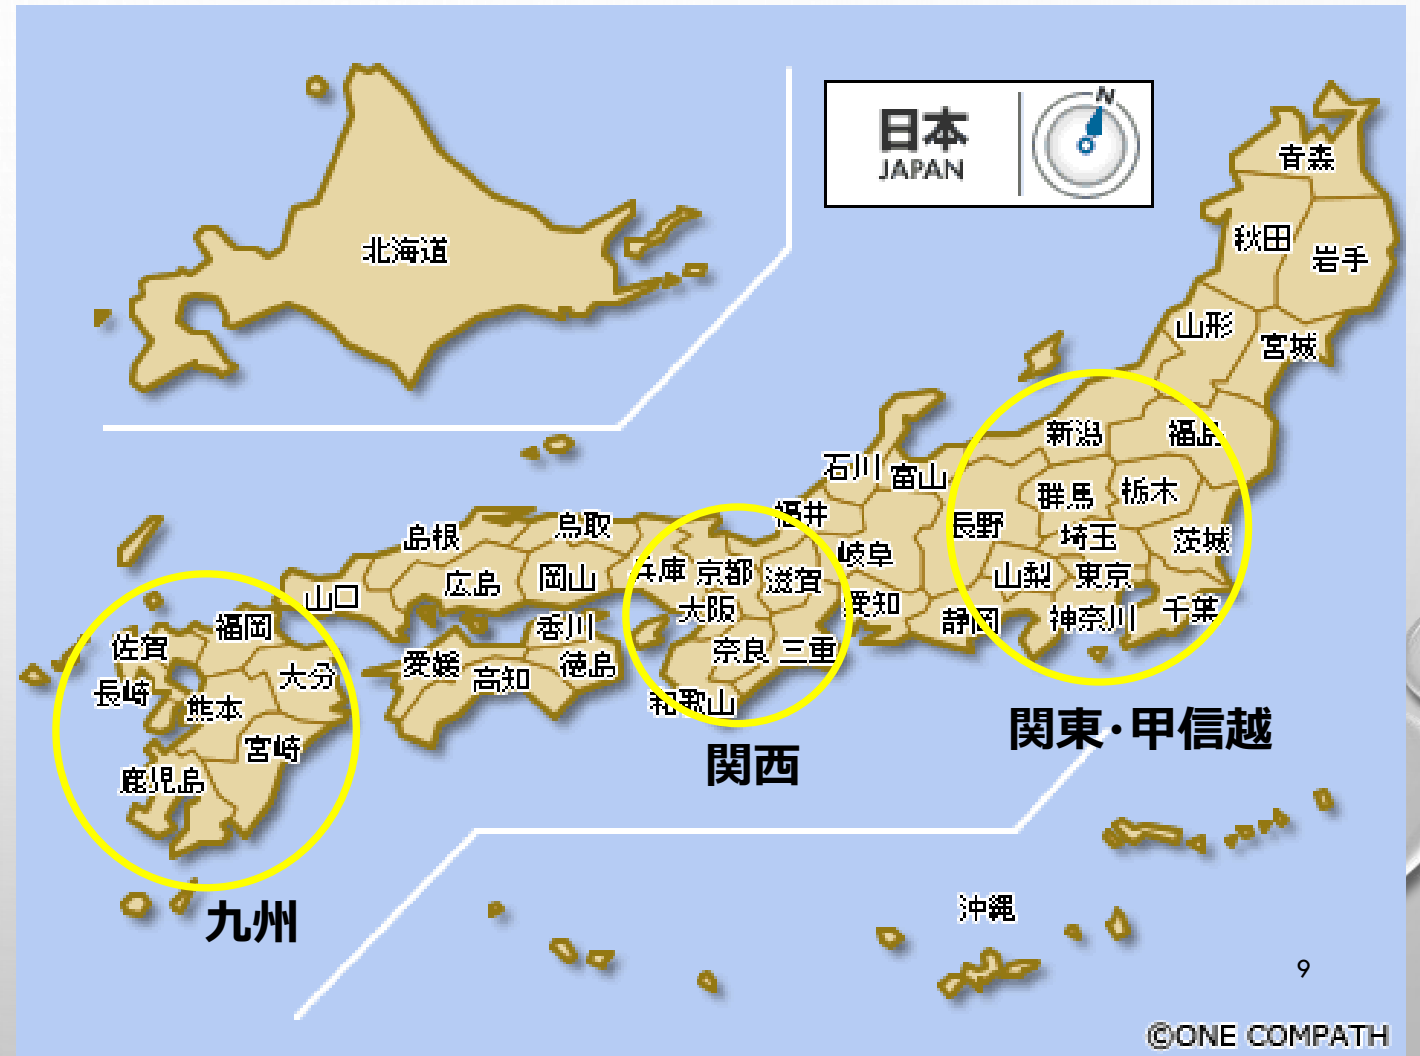 日本
JAPAN
N
北海道
青森
秋田
岩手
山形
宮城
新潟
福島
石川
富山
群馬
栃木
福井
長野
埼玉
茨城
岐阜
山梨
東京
愛知
静岡
神奈川
千葉
島根
鳥取
兵庫
京都
滋賀
広島
岡山
大阪
山口
香川
奈良
三重
愛媛
高知
徳島
和歌山
福岡
佐賀
長崎
大分
熊本
宮崎
鹿児島
関東・甲信越
関西
九州
沖縄
9
©ONE COMPATH